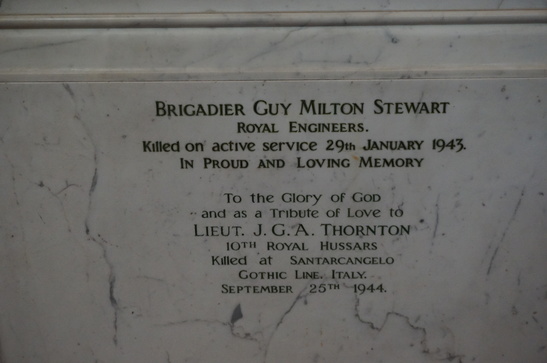 BRIGADIER GUY MILTON STEWART
ROYAL ENGINEERS.
Killed on active service 29th JANUARY 1943.
IN PROUD AND LOVING MEMORY
To the Glory of GOD
and as a Tribute of Love to
LIEUT. J. G. A. THORNTON
10TH ROYAL HUSSARS
Killed at SANTARCANGELO
GOTHIC LINE. ITALY.
SEPTEMBER 25TH 1944.